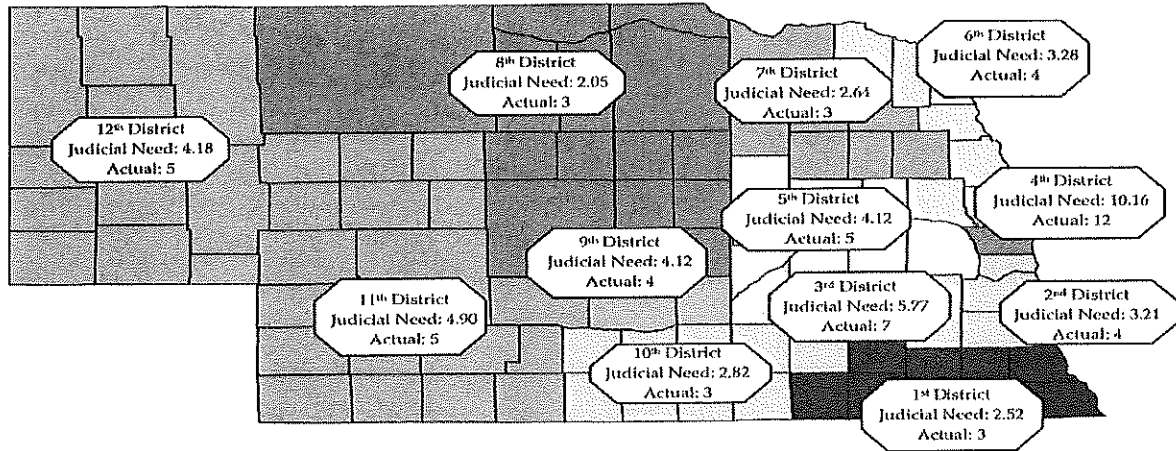 8th District
Judicial Need: 2.05
Actual: 3
6th District
Judicial Need: 3.28
Actual: 4
7th District
Judicial Need: 2.64
Actual: 3
12th District
Judicial Need: 4.18
Actual: 5
4th District
Judicial Need: 10.16
Actual: 12
5th District
Judicial Need: 4.12
Actual: 5
9th District
Judicial Need: 4.12
Actual: 4
3rd District
Judicial Need: 5.77
Actual: 7
2nd District
Judicial Need: 3.21
Actual: 4
11th District
Judicial Need: 4.90
Actual: 5
10th District
Judicial Need: 2.82
Actual: 3
1st District
Judicial Need: 2.52
Actual: 3